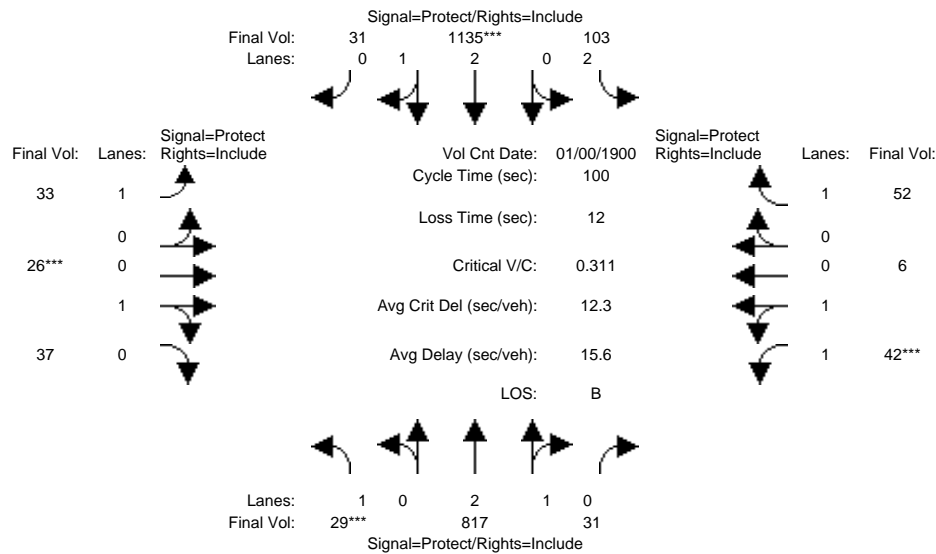 Signal=Protect/Rights=Include
Final Vol: 31 1135*** 103
Lanes: 0 1 2 0 2
Signal=Protect
Final Vol: Lanes: Rights=Include
Vol Cnt Date: 01/00/1900
Signal=Protect
Rights=Include Lanes: Final Vol:
Cycle Time (sec): 100
33 1
1 52
Loss Time (sec): 12
0
0
26*** 0
Critical V/C: 0.311
0 6
1
Avg Crit Del (sec/veh): 12.3
1
37 0
Avg Delay (sec/veh): 15.6
1 42***
LOS: B
Lanes: 1 0 2 1 0
Final Vol: 29*** 817 31
Signal=Protect/Rights=Include